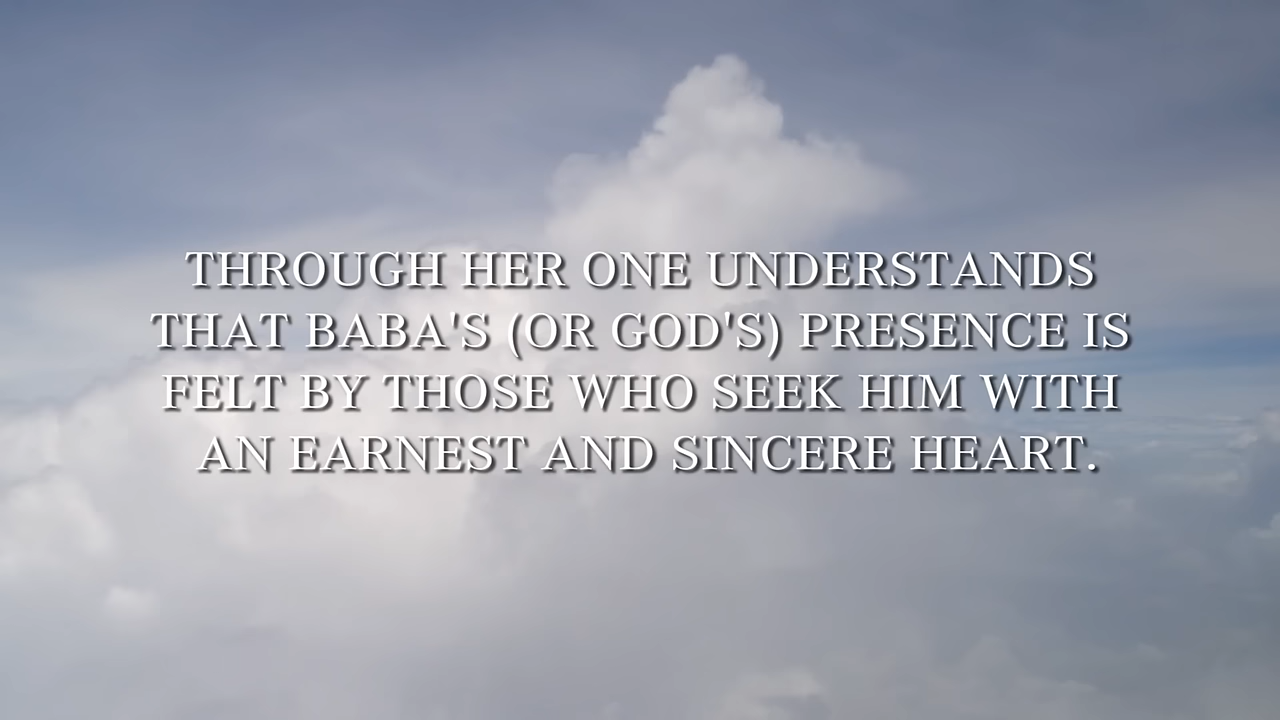 THROUGH HER ONE UNDERSTANDS
THAT BABA'S (OR GOD'S) PRESENCE IS
FELT BY THOSE WHO SEEK HIM WITH
AN EARNEST AND SINCERE HEART.